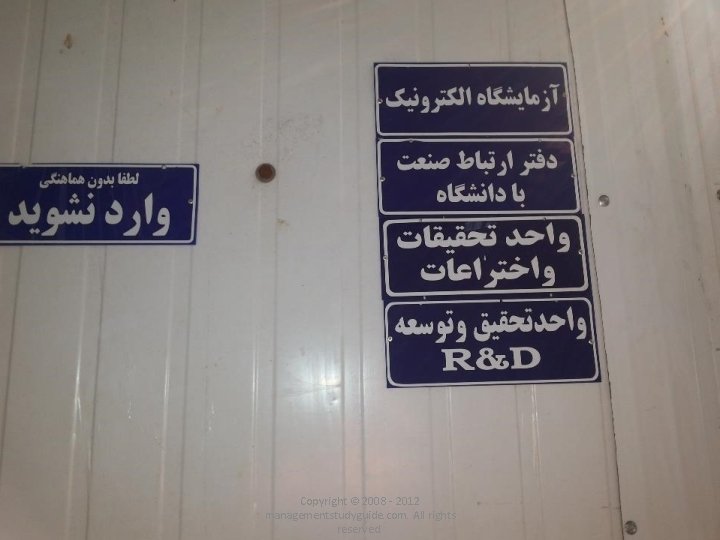 آزمایشگاه الکترونیک
دفتر ارتباط صنعت
با دانشگاه
واحد تحقیقات
واختراعات
واحدتحقیق وتوسعه
R&D
لطفا بدون هماهنگی
وارد نشوید
Copyright © 2008 - 2012
managementstudyguide.com. All rights
reserved